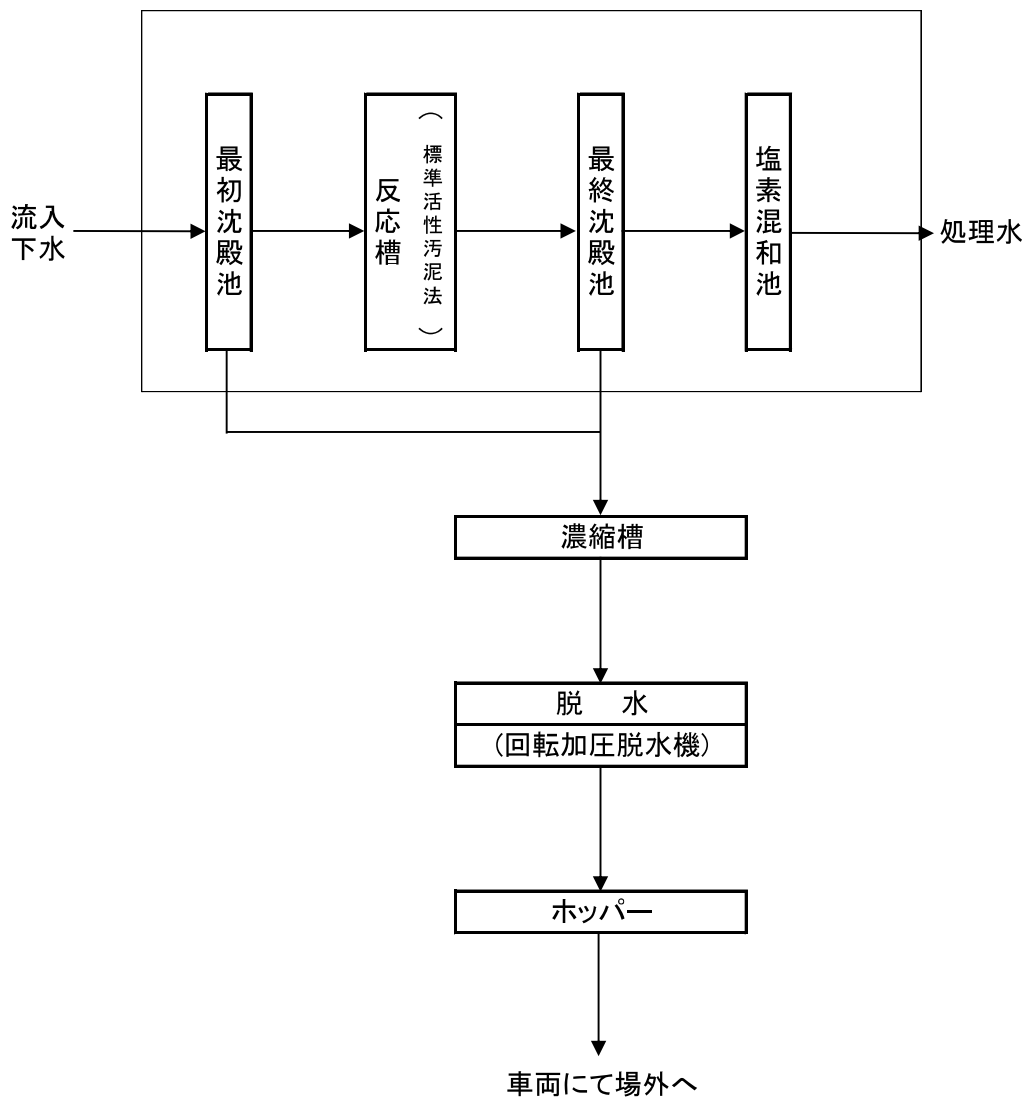 流入
下水
最初沈殿池
反応槽
（標準活性汚泥法）
最終沈殿池
塩素混和池
処理水
濃縮槽
脱　水
（回転加圧脱水機）
ホッパー
車両にて場外へ